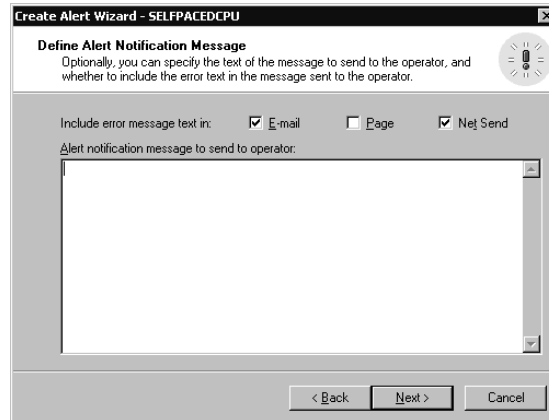 Create Alert Wizard - SELFPACEDCPU
Define Alert Notification Message
Optionally, you can specify the text of the message to send to the operator, and
whether to include the error text in the message sent to the operator.
Include error message text in: E-mail Page Net Send
Alert notification message to send to operator:
< Back Next > Cancel